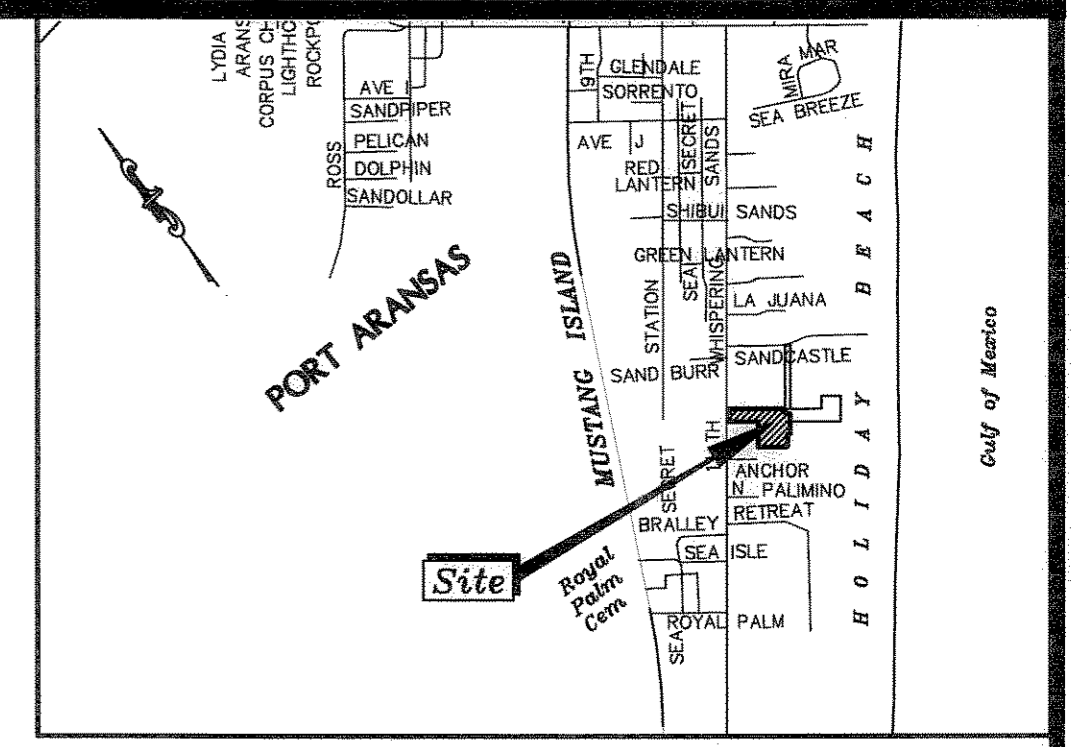 LYDIA
ARANS
CORPUS CH
LIGHTHO
ROCKPO
AVE I
SANDPIPER
PELICAN
DOLPHIN
SANDOLLAR
ROSS
PORT ARANSAS
9TH
GLENDALE
SORRENTO
MIRA MAR
SEA BREEZE
AVE J
SECRET
SANDS
RED
LANTERN
SHIBUI SANDS
GREEN LANTERN
SEA
WHISPERING
STATION
LA JUANA
MUSTANG ISLAND
SANDCASTLE
SAND BURR
HOLIDAY BEACH
Gulf of Mexico
SECRET
ANCHOR
N PALIMINO
RETREAT
BRALLEY
SEA ISLE
Site
Royal
Palm
Cem
ROYAL PALM
SEA